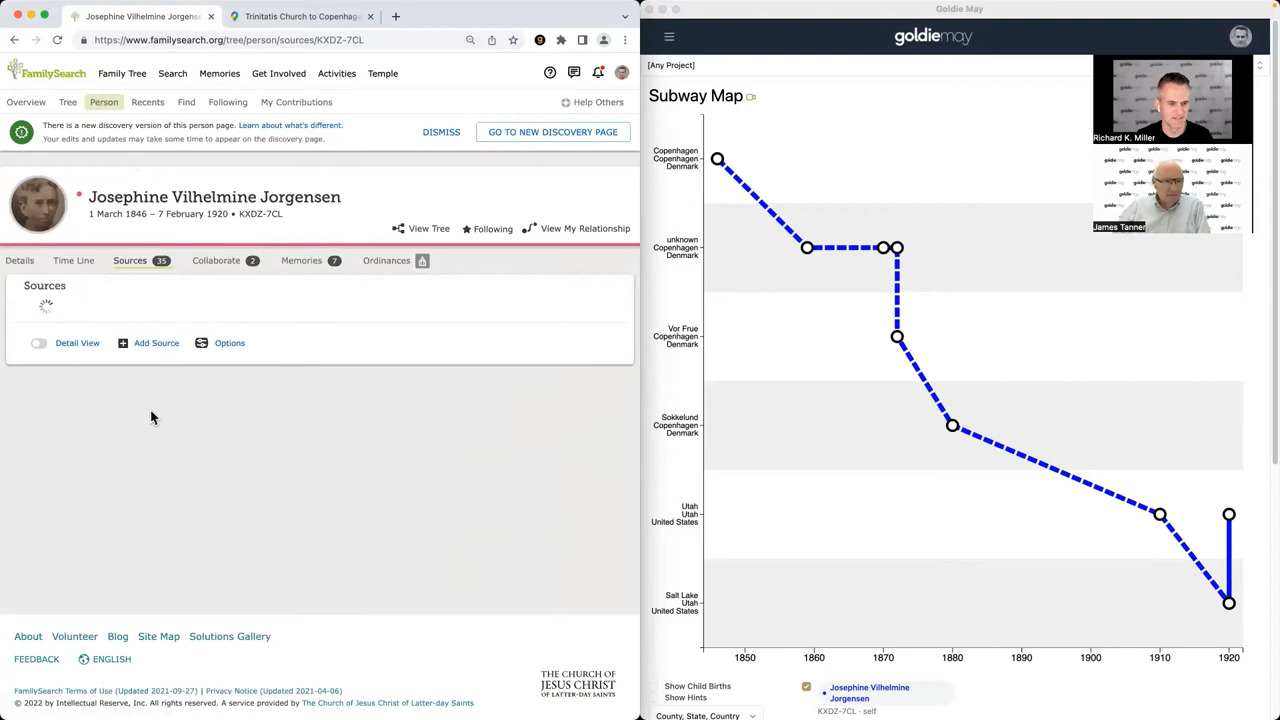 Josephine Vilhelmine Jorgens
Trinitatis Church to Copenhage
https://www.familysearch.org/tree/person/sources/KXDZ-7CL
FamilySearch
Family Tree Search Memories Get Involved Activities Temple
Overview Tree Person Recents Find Following My Contributions Help Others
There is a new discovery version of this person page. Learn about what's different.
Your edits and updates may take some time to appear on the discovery page.
DISMISS
GO TO NEW DISCOVERY PAGE
Josephine Vilhelmine Jorgensen
1 March 1846 – 7 February 1920 • KXDZ-7CL
View Tree Following View My Relationship
Details Time Line Sources 35 Collaborate 2 Memories 7 Ordinances
Sources
Detail View Add Source Options
About Volunteer Blog Site Map Solutions Gallery
FEEDBACK ENGLISH
THE CHURCH OF
JESUS CHRIST
OF LATTER-DAY SAINTS
FamilySearch Terms of Use (Updated 2021-09-27) | Privacy Notice (Updated 2021-04-06)
© 2022 by Intellectual Reserve, Inc. All rights reserved. A service provided by The Church of Jesus Christ of Latter-day Saints
Goldie May
goldiemay
[Any Project]
Subway Map
Richard K. Miller
goldie may
James Tanner
Copenhagen
Copenhagen
Denmark
unknown
Copenhagen
Denmark
Vor Frue
Copenhagen
Denmark
Sokkelund
Copenhagen
Denmark
Utah
Utah
United States
Salt Lake
Utah
United States
1850 1860 1870 1880 1890 1900 1910 1920
Show Child Births
Show Hints
County, State, Country
Josephine Vilhelmine
Jorgensen
KXDZ-7CL · self